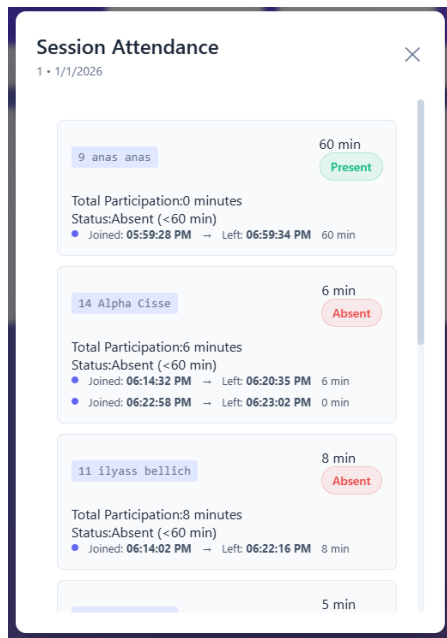 Session Attendance
1 • 1/1/2026
9 anas anas
60 min
Present
Total Participation:0 minutes
Status:Absent (<60 min)
Joined: 05:59:28 PM → Left: 06:59:34 PM 60 min
14 Alpha Cisse
6 min
Absent
Total Participation:6 minutes
Status:Absent (<60 min)
Joined: 06:14:32 PM → Left: 06:20:35 PM 6 min
Joined: 06:22:58 PM → Left: 06:23:02 PM 0 min
11 ilyass bellich
8 min
Absent
Total Participation:8 minutes
Status:Absent (<60 min)
Joined: 06:14:02 PM → Left: 06:22:16 PM 8 min
5 min